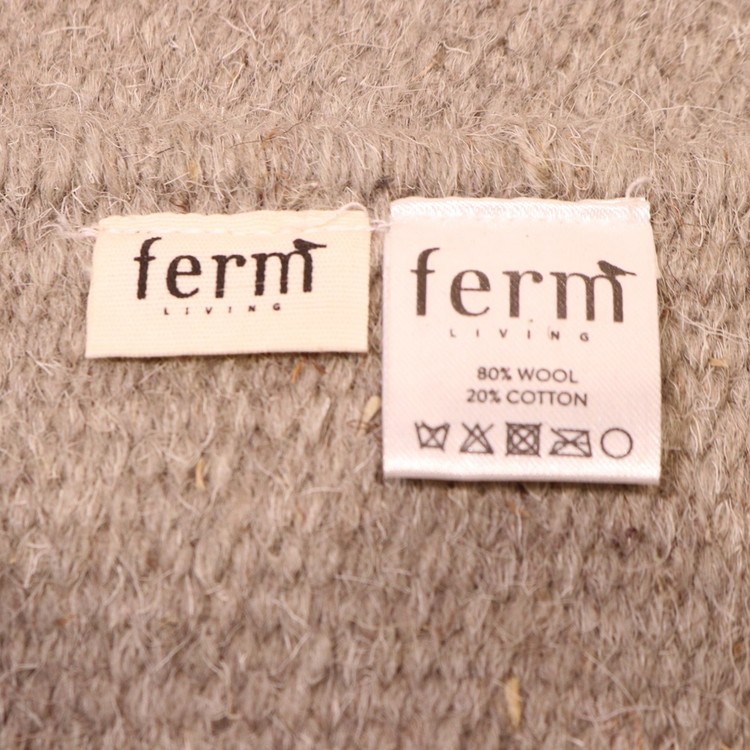 ferm
LIVING
ferm
LIVING
80% WOOL
20% COTTON